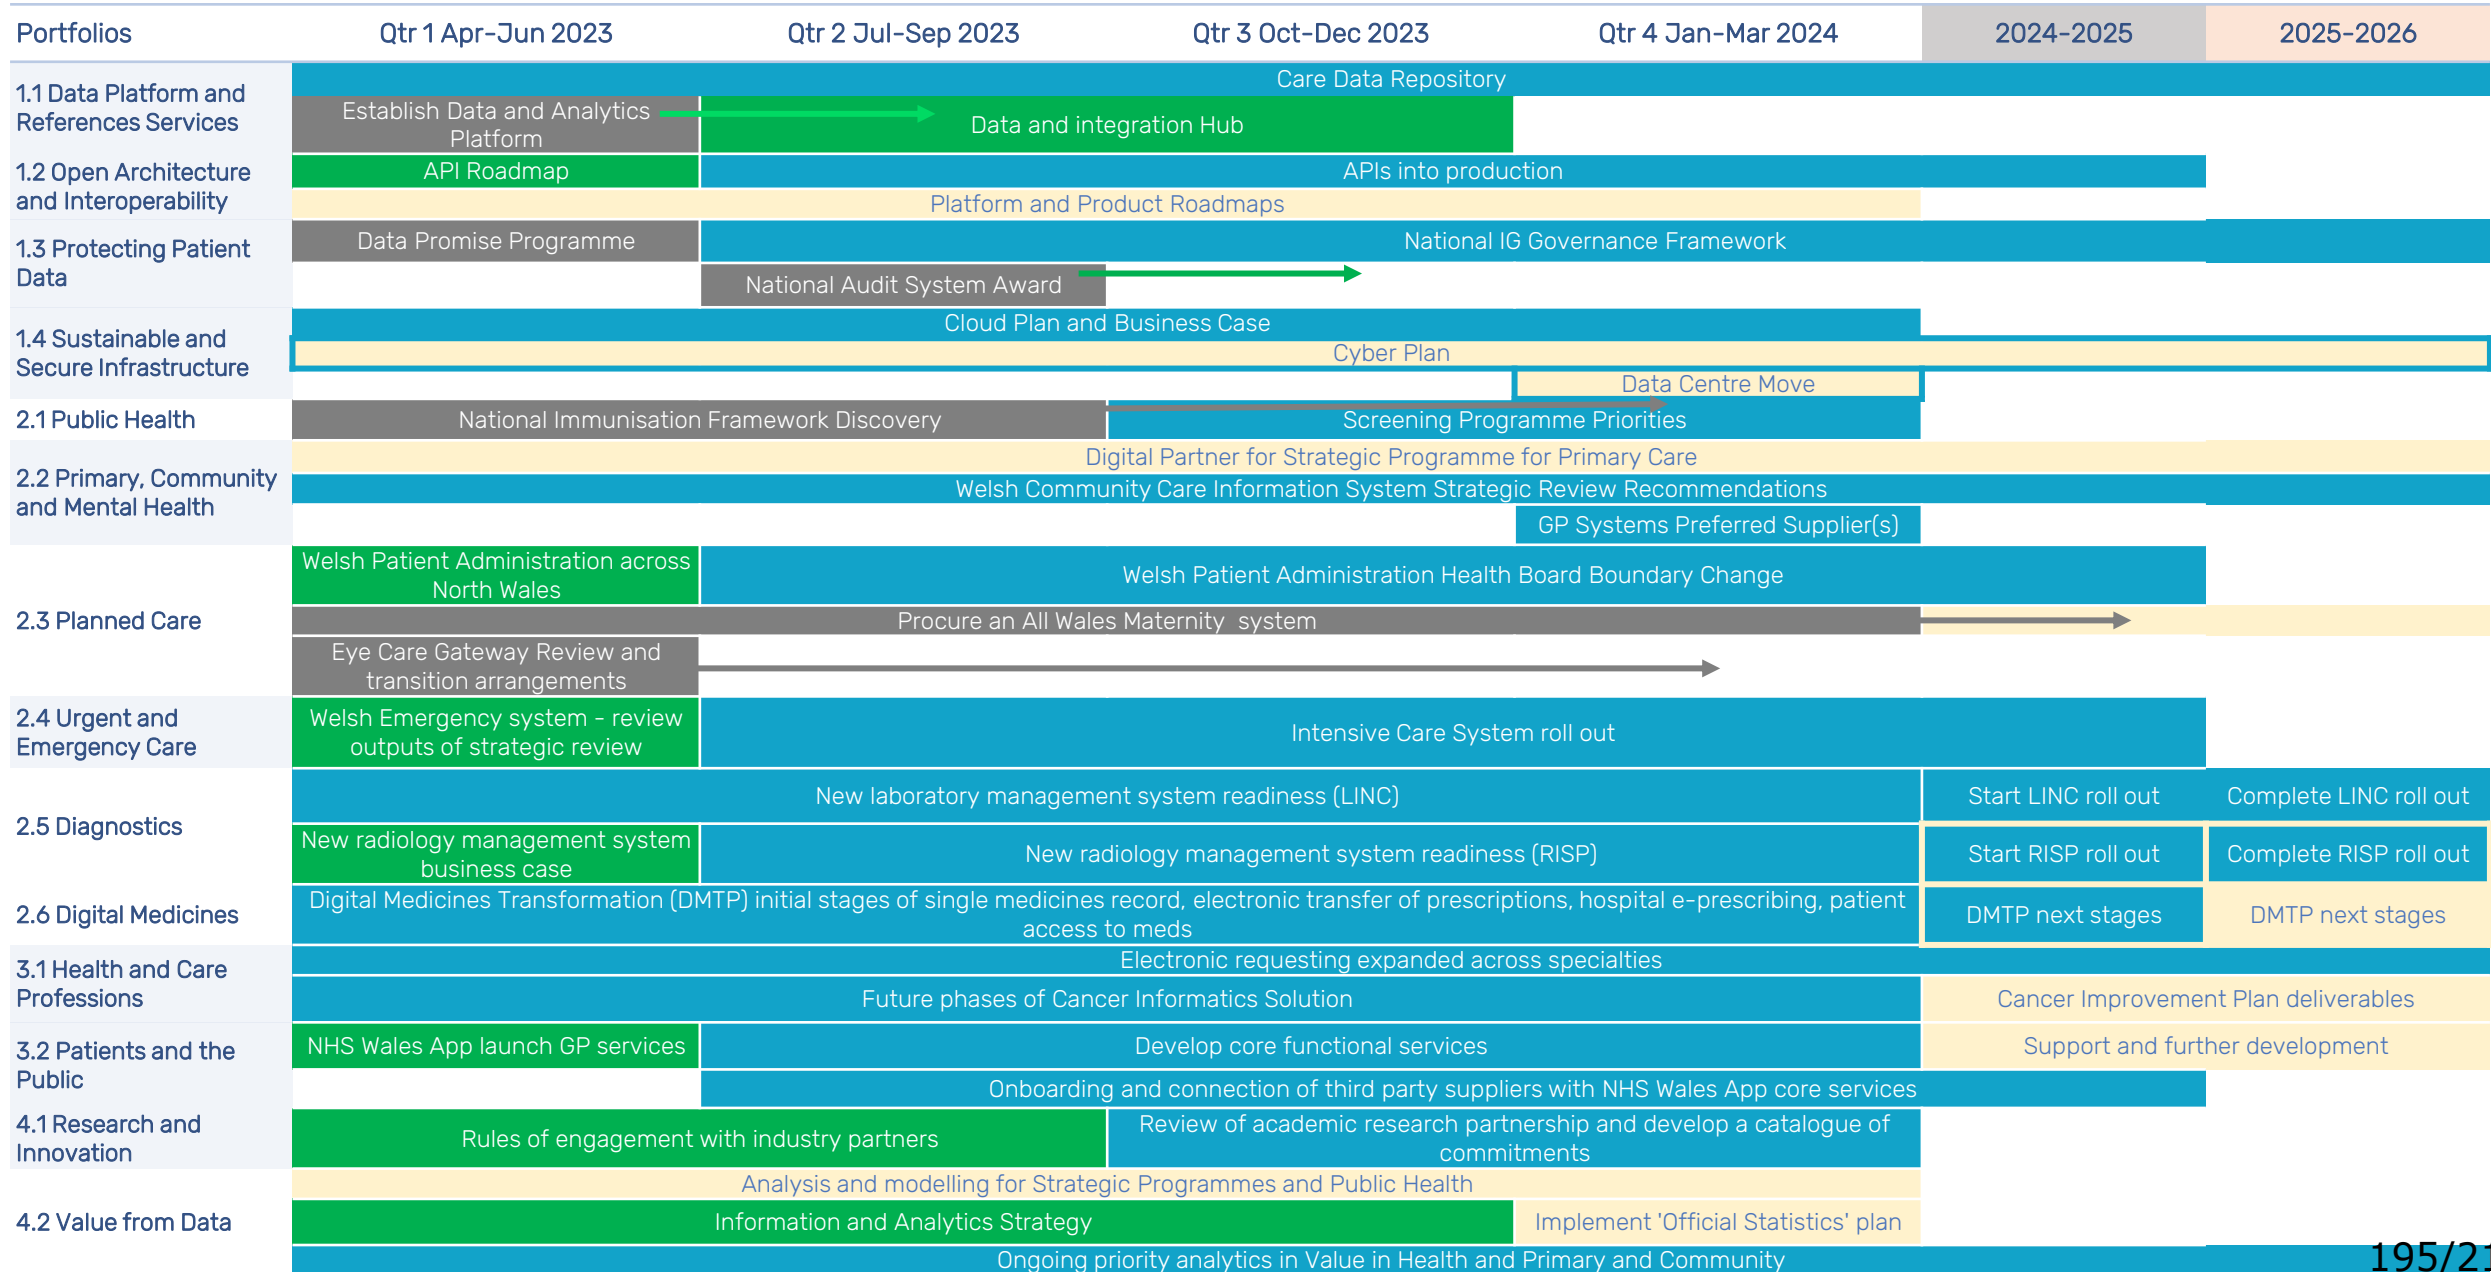 Portfolios
Qtr 1 Apr-Jun 2023
Qtr 2 Jul-Sep 2023
Qtr 3 Oct-Dec 2023
Qtr 4 Jan-Mar 2024
2024-2025
2025-2026
1.1 Data Platform and
References Services
Care Data Repository
Establish Data and Analytics
Platform
Data and integration Hub
1.2 Open Architecture
and Interoperability
API Roadmap
APIs into production
Platform and Product Roadmaps
1.3 Protecting Patient
Data
Data Promise Programme
National IG Governance Framework
National Audit System Award
1.4 Sustainable and
Secure Infrastructure
Cloud Plan and Business Case
Cyber Plan
Data Centre Move
2.1 Public Health
National Immunisation Framework Discovery
Screening Programme Priorities
2.2 Primary, Community
and Mental Health
Digital Partner for Strategic Programme for Primary Care
Welsh Community Care Information System Strategic Review Recommendations
GP Systems Preferred Supplier(s)
2.3 Planned Care
Welsh Patient Administration across
North Wales
Welsh Patient Administration Health Board Boundary Change
Procure an All Wales Maternity system
Eye Care Gateway Review and
transition arrangements
2.4 Urgent and
Emergency Care
Welsh Emergency system - review
outputs of strategic review
Intensive Care System roll out
2.5 Diagnostics
New laboratory management system readiness (LINC)
Start LINC roll out
Complete LINC roll out
New radiology management system
business case
New radiology management system readiness (RISP)
Start RISP roll out
Complete RISP roll out
2.6 Digital Medicines
Digital Medicines Transformation (DMTP) initial stages of single medicines record, electronic transfer of prescriptions, hospital e-prescribing, patient
access to meds
DMTP next stages
DMTP next stages
3.1 Health and Care
Professions
Electronic requesting expanded across specialties
Future phases of Cancer Informatics Solution
Cancer Improvement Plan deliverables
3.2 Patients and the
Public
NHS Wales App launch GP services
Develop core functional services
Support and further development
Onboarding and connection of third party suppliers with NHS Wales App core services
4.1 Research and
Innovation
Rules of engagement with industry partners
Review of academic research partnership and develop a catalogue of
commitments
4.2 Value from Data
Analysis and modelling for Strategic Programmes and Public Health
Information and Analytics Strategy
Implement 'Official Statistics' plan
Ongoing priority analytics in Value in Health and Primary and Community
195/21